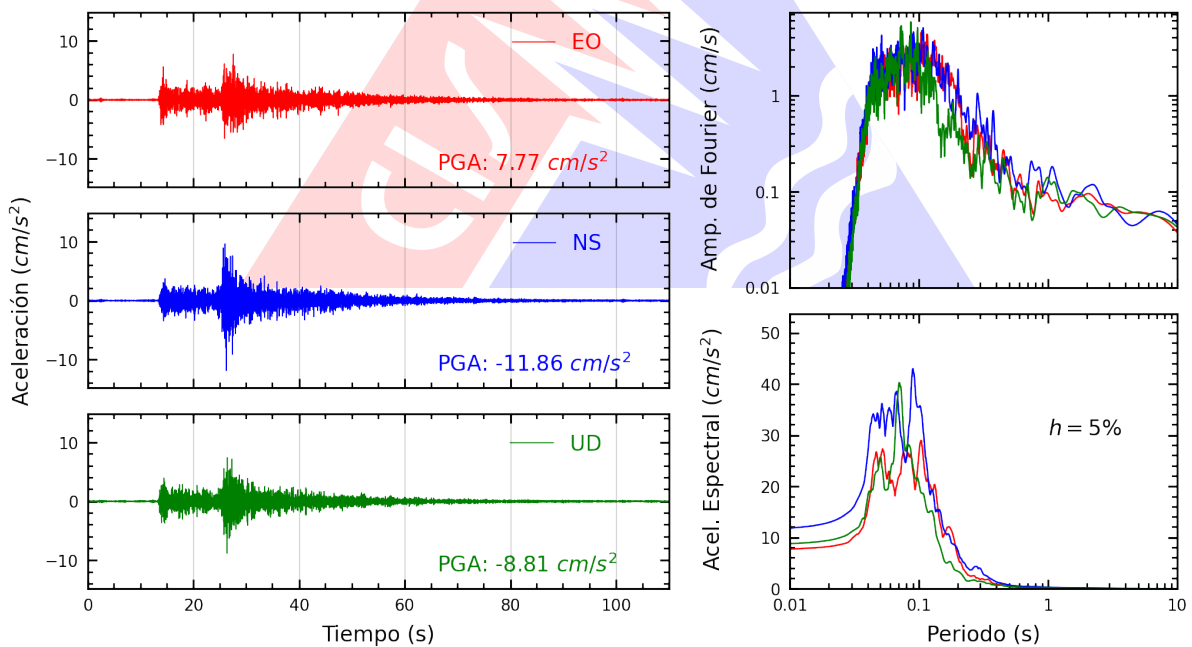 Aceleración (cm/s²)
10
0
−10
EO
PGA: 7.77 cm/s²
10
0
−10
NS
PGA: -11.86 cm/s²
10
0
−10
UD
PGA: -8.81 cm/s²
0 20 40 60 80 100
Tiempo (s)
Amp. de Fourier (cm/s)
1
0.1
0.01
Acel. Espectral (cm/s²)
50
40
30
20
10
0
h = 5%
0.01 0.1 1 10
Periodo (s)